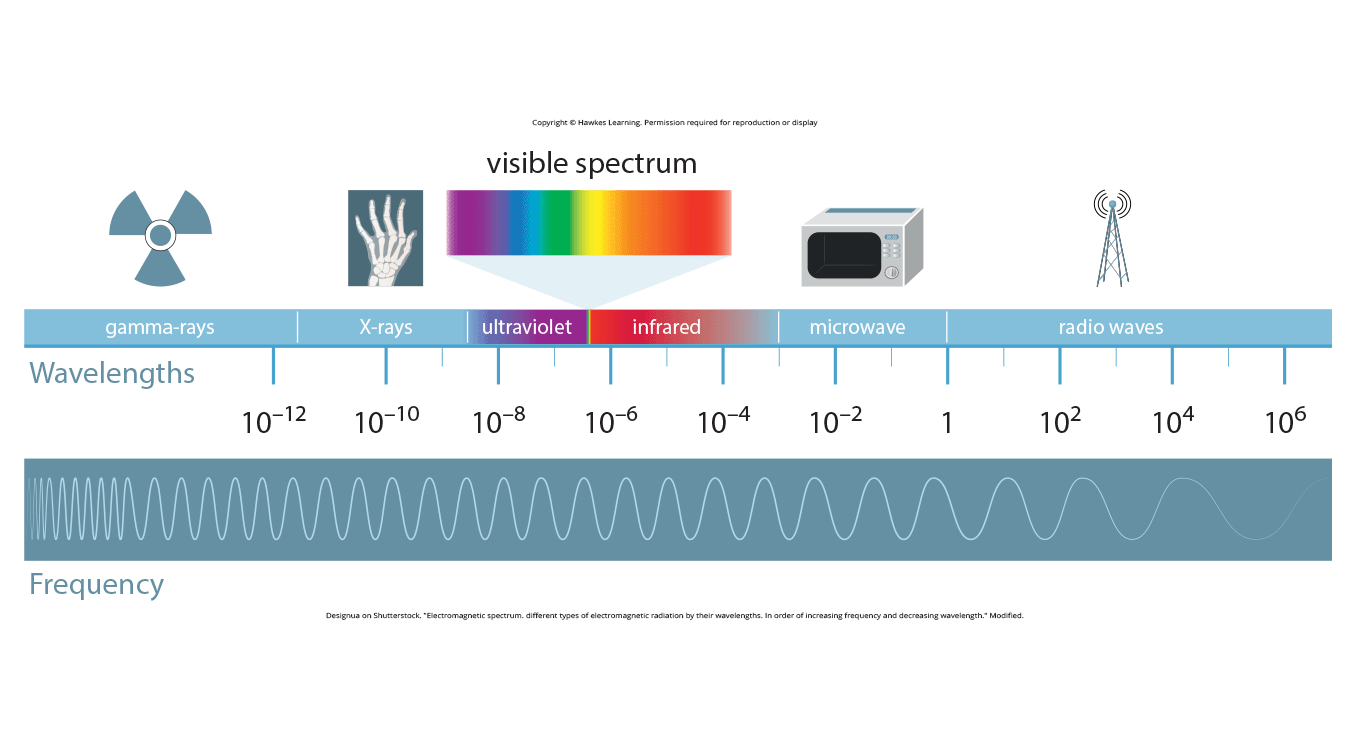 Copyright © Hawkes Learning. Permission required for reproduction or display
visible spectrum
gamma-rays X-rays ultraviolet infrared microwave radio waves
Wavelengths
10⁻¹² 10⁻¹⁰ 10⁻⁸ 10⁻⁶ 10⁻⁴ 10⁻² 1 10² 10⁴ 10⁶
Frequency
Designua on Shutterstock. "Electromagnetic spectrum. different types of electromagnetic radiation by their wavelengths. In order of increasing frequency and decreasing wavelength." Modified.